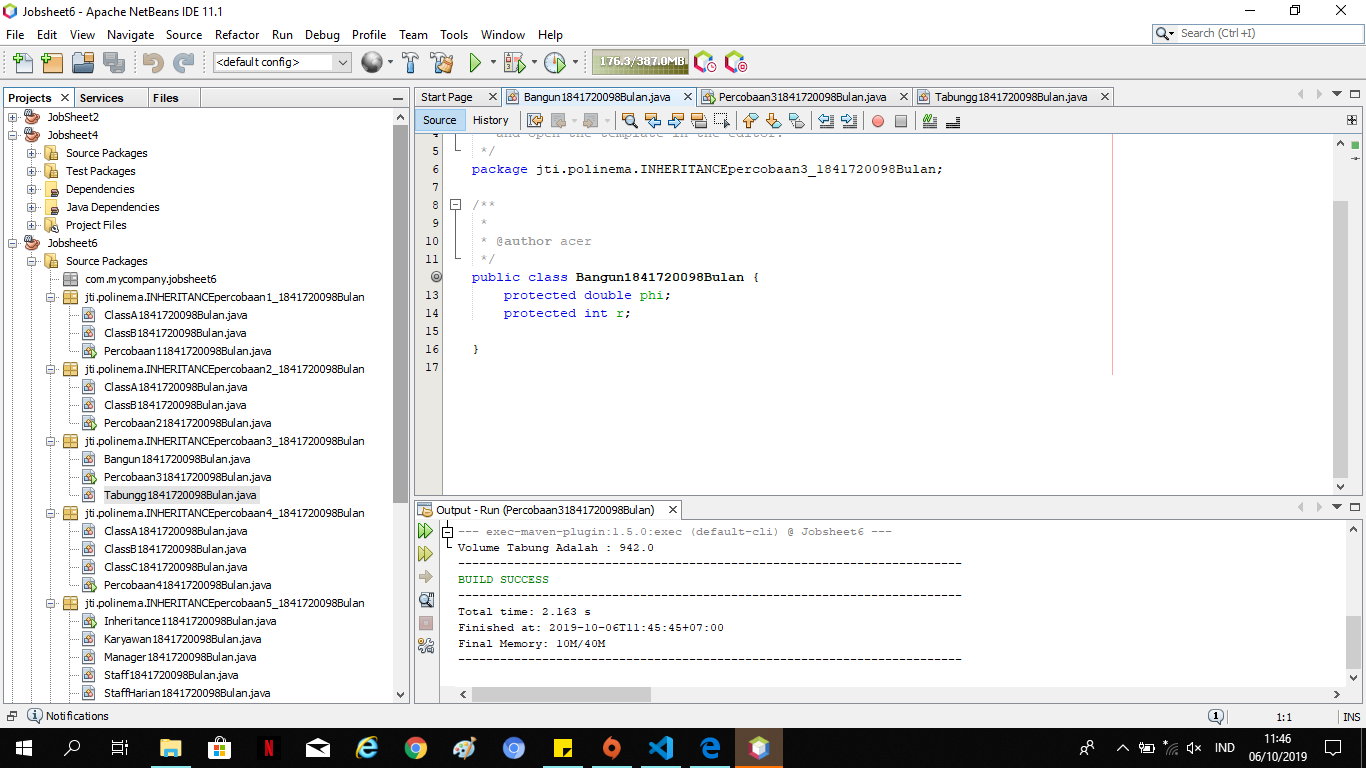 Jobsheet6 - Apache NetBeans IDE 11.1
File Edit View Navigate Source Refactor Run Debug Profile Team Tools Window Help
Search (Ctrl+I)
<default config>
176.3/387.0MB
Projects Services Files
JobSheet2
Jobsheet4
Source Packages
Test Packages
Dependencies
Java Dependencies
Project Files
Jobsheet6
Source Packages
com.mycompany.jobsheet6
jti.polinema.INHERITANCEpercobaan1_1841720098Bulan
ClassA1841720098Bulan.java
ClassB1841720098Bulan.java
Percobaan11841720098Bulan.java
jti.polinema.INHERITANCEpercobaan2_1841720098Bulan
ClassA1841720098Bulan.java
ClassB1841720098Bulan.java
Percobaan21841720098Bulan.java
jti.polinema.INHERITANCEpercobaan3_1841720098Bulan
Bangun1841720098Bulan.java
Percobaan31841720098Bulan.java
Tabungg1841720098Bulan.java
jti.polinema.INHERITANCEpercobaan4_1841720098Bulan
ClassA1841720098Bulan.java
ClassB1841720098Bulan.java
ClassC1841720098Bulan.java
Percobaan41841720098Bulan.java
jti.polinema.INHERITANCEpercobaan5_1841720098Bulan
Inheritance11841720098Bulan.java
Karyawan1841720098Bulan.java
Manager1841720098Bulan.java
Staff1841720098Bulan.java
StaffHarian1841720098Bulan.java
Start Page Bangun1841720098Bulan.java Percobaan31841720098Bulan.java Tabungg1841720098Bulan.java
Source History
4 * and open the template in the editor.
5 */
6 package jti.polinema.INHERITANCEpercobaan3_1841720098Bulan;
7
8 /**
9 *
10 * @author acer
11 */
public class Bangun1841720098Bulan {
13 protected double phi;
14 protected int r;
15
16 }
17
Output - Run (Percobaan31841720098Bulan)
--- exec-maven-plugin:1.5.0:exec (default-cli) @ Jobsheet6 ---
Volume Tabung Adalah : 942.0
------------------------------------------------------------------------
BUILD SUCCESS
------------------------------------------------------------------------
Total time: 2.163 s
Finished at: 2019-10-06T11:45:45+07:00
Final Memory: 10M/40M
------------------------------------------------------------------------
Notifications
1:1 INS
IND
11:46
06/10/2019